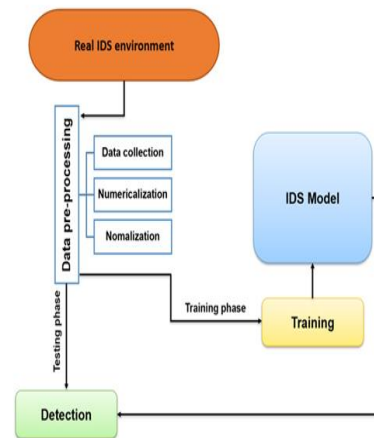 Real IDS environment
Data pre-processing
Data collection
Numericalization
Nomalization
IDS Model
Training phase
Training
Testing phase
Detection